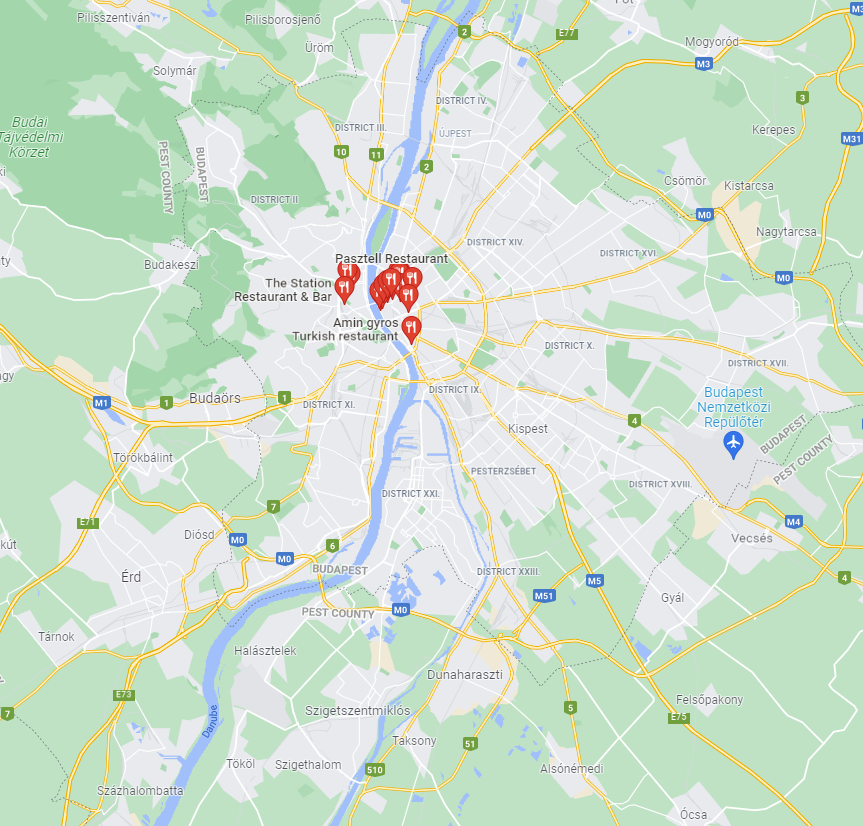 Pilisszentiván
Pilisborosjenő
Pót
2
E77
M3
Üröm
Mogyoród
M3
Solymár
3
Budai
Tájvédelmi
Körzet
DISTRICT IV.
DISTRICT III.
ÚJPEST
Kerepes
M31
PEST COUNTY
BUDAPEST
10
11
2
Csömör
Kistarcsa
DISTRICT II
M0
Nagytarcsa
DISTRICT XIV.
DISTRICT XVI.
ty
Budakeszi
Pasztell Restaurant
M0
The Station
Restaurant & Bar
Amin gyros
Turkish restaurant
DISTRICT X.
DISTRICT XVII.
gy
M1
1
Budaörs
1
DISTRICT XI.
DISTRICT IX.
Budapest
Nemzetközi
Repülőtér
Kispest
4
BUDAPEST
PEST COUNTY
Törökbálint
PESTERZSÉBET
DISTRICT XVIII.
DISTRICT XXI.
7
E71
M4
Diósd
M0
Vecsés
kút
6
M0
BUDAPEST
DISTRICT XXIII.
Érd
M5
4
M51
Gyál
PEST COUNTY
M0
Tárnok
Halásztelek
Dunaharaszti
E73
Felsőpakony
7
Danube
Szigetszentmiklós
5
E75
Taksony
51
Tököl
Szigethalom
510
Alsónémedi
Százhalombatta
Ócsa